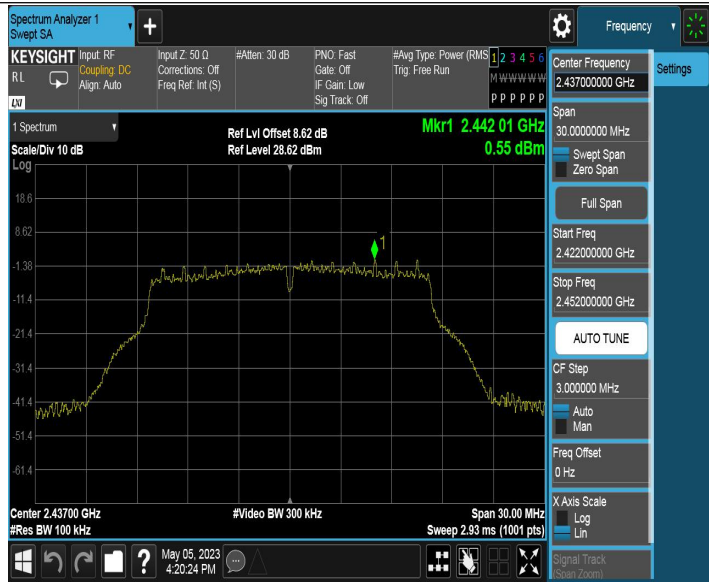 Spectrum Analyzer 1
Swept SA
+
Frequency
KEYSIGHT
RL
LXI
Input: RF
Coupling: DC
Align: Auto
Input Z: 50 Ω
Corrections: Off
Freq Ref: Int (S)
#Atten: 30 dB
PNO: Fast
Gate: Off
IF Gain: Low
Sig Track: Off
#Avg Type: Power (RMS
Trig: Free Run
1 2 3 4 5 6
M W W W W W
P P P P P P
1 Spectrum
Scale/Div 10 dB
Log
Ref Lvl Offset 8.62 dB
Ref Level 28.62 dBm
Mkr1 2.442 01 GHz
0.55 dBm
18.6
8.62
-1.38
-11.4
-21.4
-31.4
-41.4
-51.4
-61.4
1
Center 2.43700 GHz
#Res BW 100 kHz
#Video BW 300 kHz
Span 30.00 MHz
Sweep 2.93 ms (1001 pts)
Center Frequency
2.437000000 GHz
Settings
Span
30.0000000 MHz
Swept Span
Zero Span
Full Span
Start Freq
2.422000000 GHz
Stop Freq
2.452000000 GHz
AUTO TUNE
CF Step
3.000000 MHz
Auto
Man
Freq Offset
0 Hz
X Axis Scale
Log
Lin
Signal Track
(Span Zoom)
?
May 05, 2023
4:20:24 PM